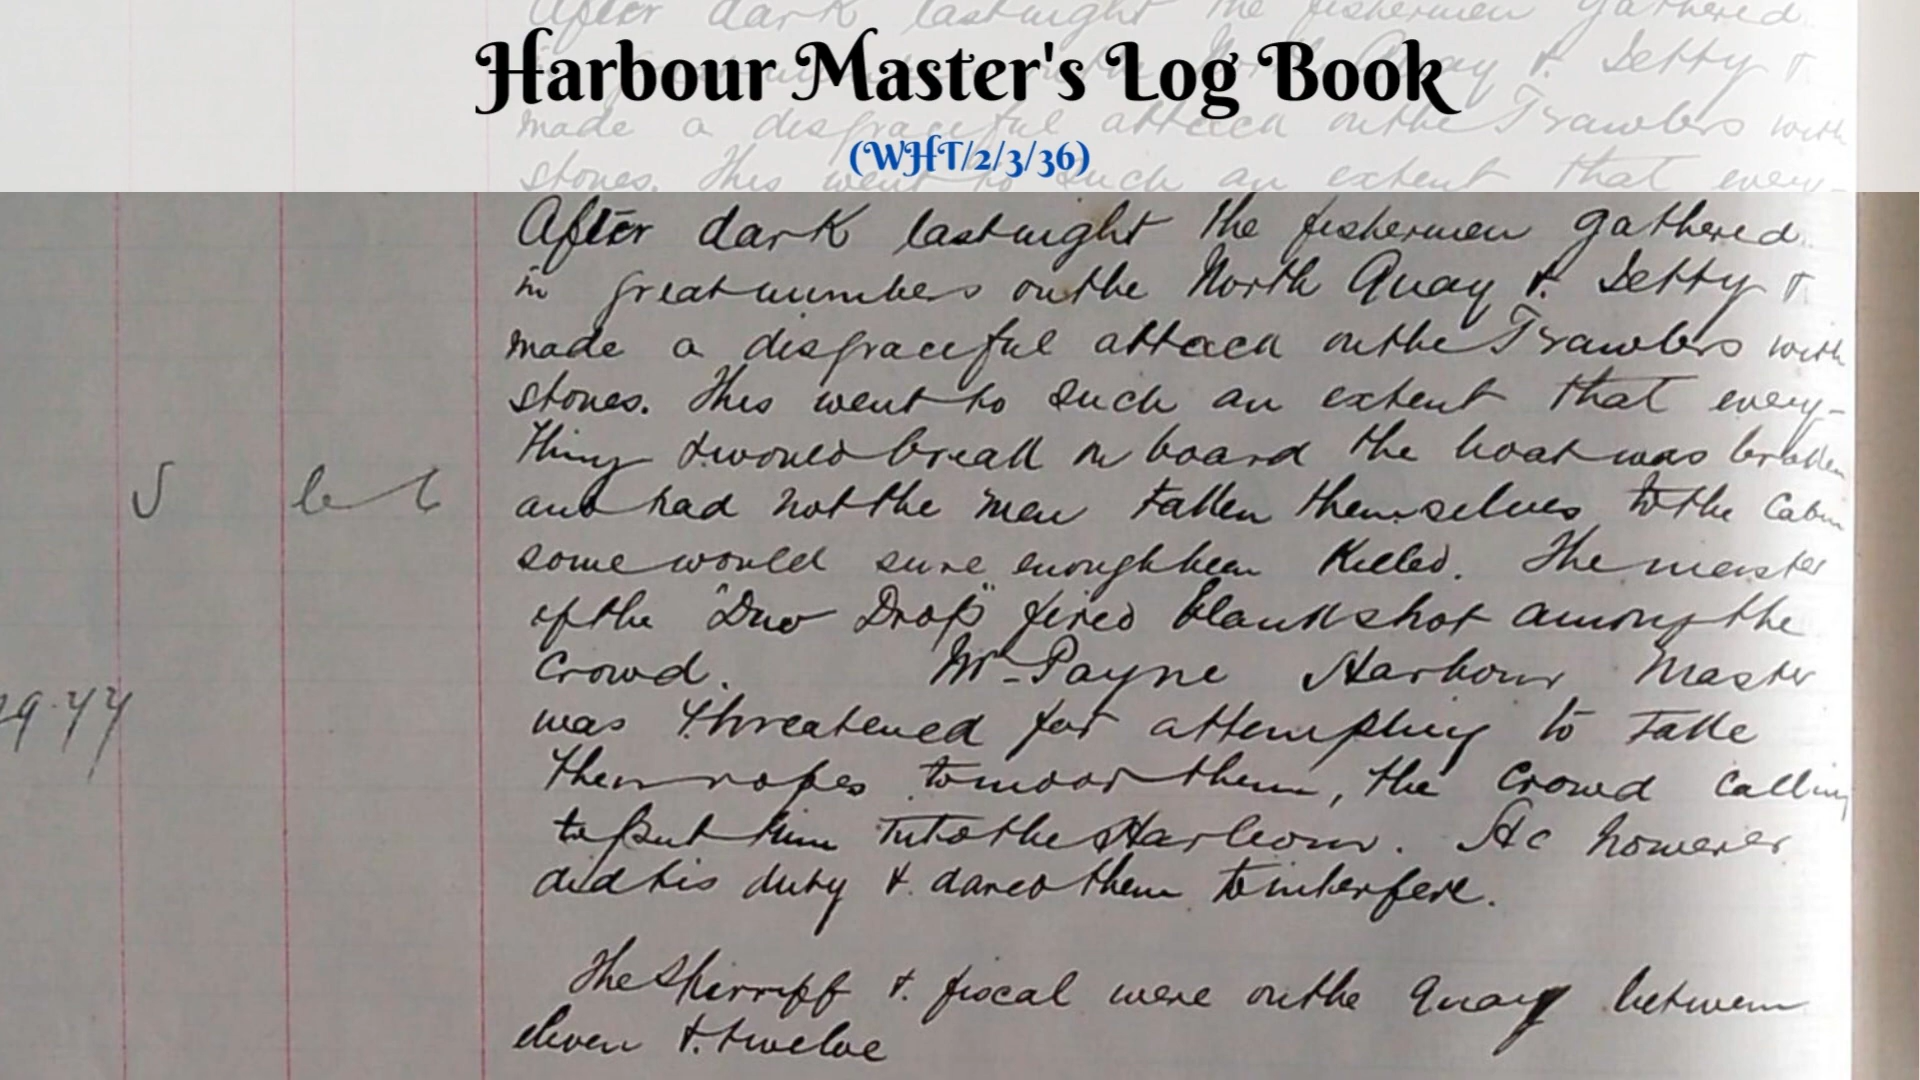 Harbour Master's Log Book
(WHT/2/3/36)
After dark last night the fishermen gathered
in great numbers on the North Quay &. Jetty &
made a disgraceful attack on the Trawlers with
stones. This went to such an extent that every-
thing would break on board the boat was broken
and had not the men taken themselves to the Cabin
some would sure enough been Killed. The master
of the "Duw Drop" fired blank shot among the
Crowd. Mr Payne Harbour Master
29.77
was threatened for attempting to take
their ropes to moor them, the Crowd calling
to put him into the Harbour. He however
did his duty &. dared them to interfere.
The Shirriff &. fiscal were on the Quay between
eleven &. twelve